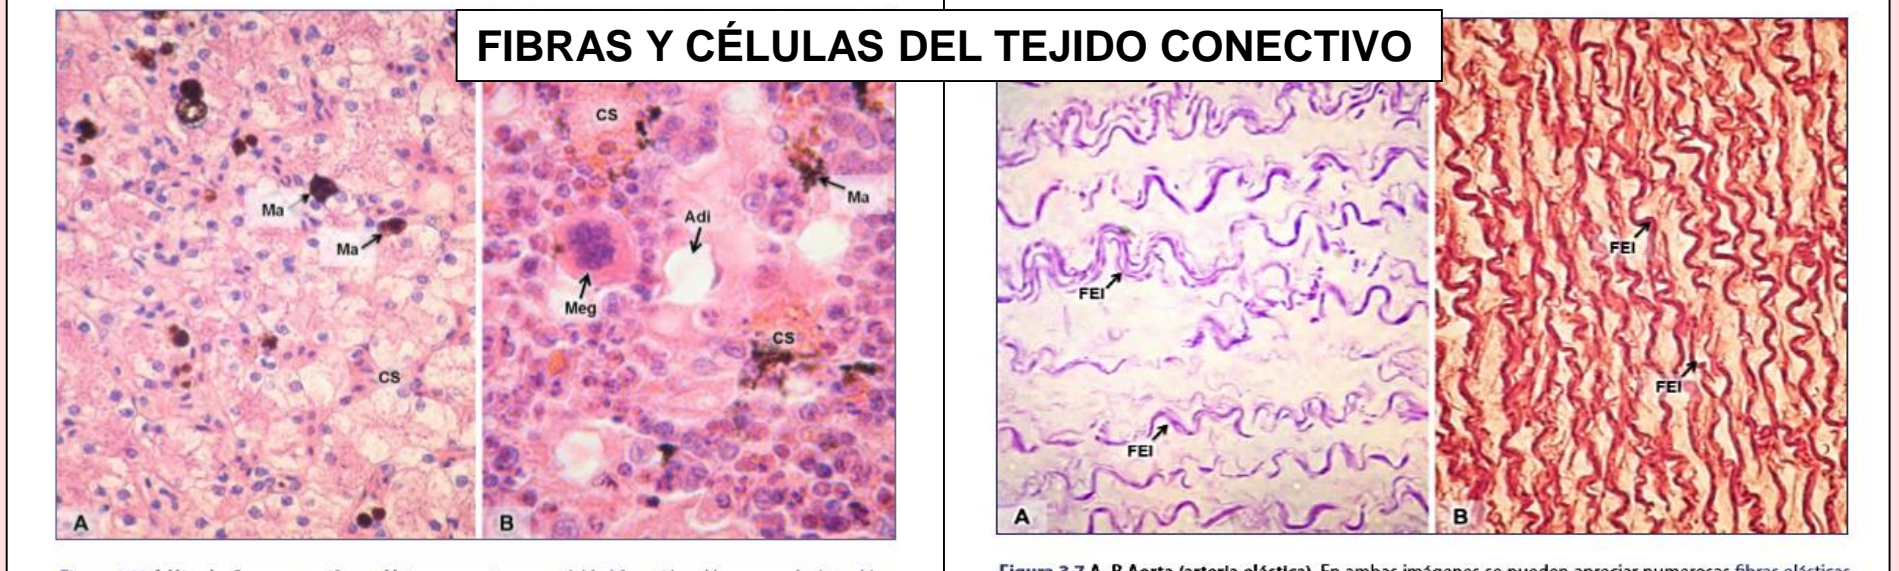 FIBRAS Y CÉLULAS DEL TEJIDO CONECTIVO
Ma
Ma
CS
A
CS
Ma
Adi
Meg
CS
B
FEI
FEI
A
FEI
FEI
B
Figura 3-7 A, B Aorta (arteria elástica). En ambas imágenes se pueden apreciar numerosas fibras elásticas